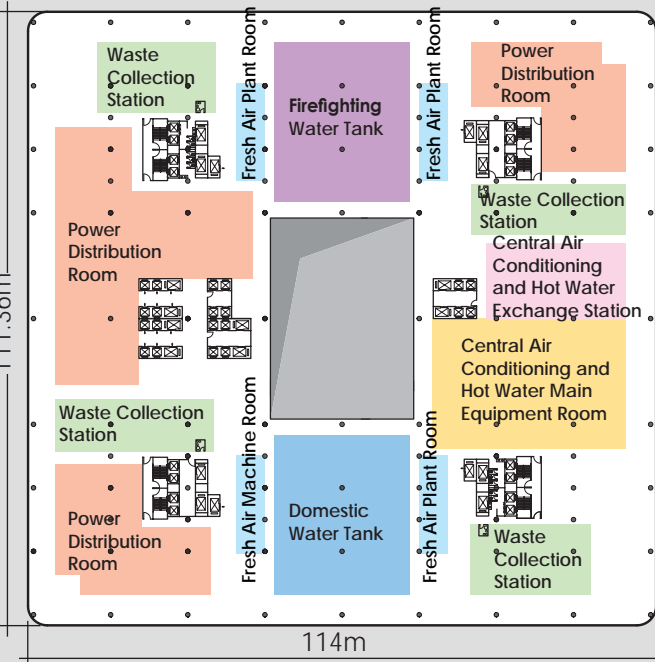 Waste
Collection
Station
Fresh Air Plant Room
Firefighting
Water Tank
Fresh Air Plant Room
Power
Distribution
Room
Power
Distribution
Room
Waste Collection
Station
Central Air
Conditioning
and Hot Water
Exchange Station
Central Air
Conditioning and
Hot Water Main
Equipment Room
Waste Collection
Station
Fresh Air Machine Room
Domestic
Water Tank
Fresh Air Plant Room
Power
Distribution
Room
Waste
Collection
Station
114m